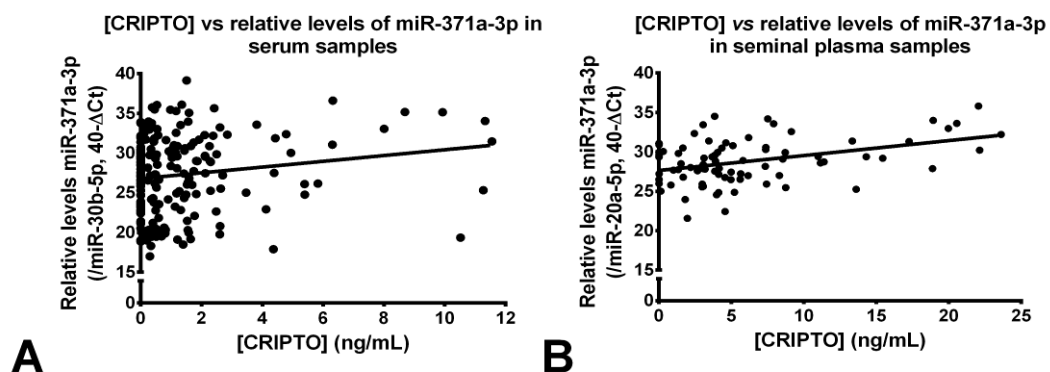 [CRIPTO] vs relative levels of miR-371a-3p in
serum samples
Relative levels miR-371a-3p
(/miR-30b-5p, 40-ΔCt)
40
35
30
25
20
15
0
0 2 4 6 8 10 12
[CRIPTO] (ng/mL)
A
[CRIPTO] vs relative levels of miR-371a-3p
in seminal plasma samples
Relative levels miR-371a-3p
(/miR-20a-5p, 40-ΔCt)
40
35
30
25
20
15
0
0 5 10 15 20 25
[CRIPTO] (ng/mL)
B